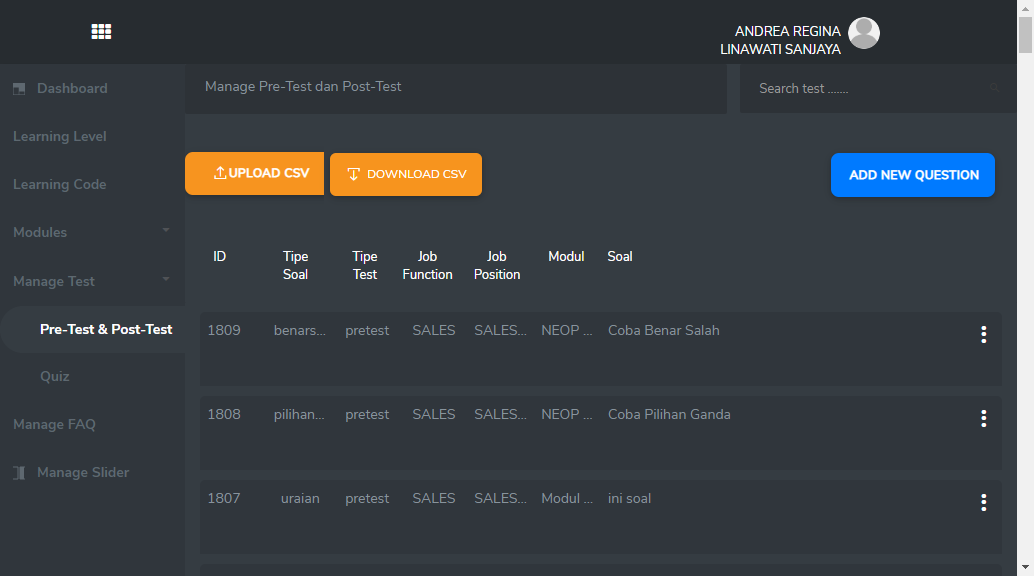 ANDREA REGINA
LINAWATI SANJAYA
Dashboard
Learning Level
Learning Code
Modules
Manage Test
Pre-Test & Post-Test
Quiz
Manage FAQ
Manage Slider
Manage Pre-Test dan Post-Test
Search test .......
UPLOAD CSV
DOWNLOAD CSV
ADD NEW QUESTION
ID Tipe Soal Tipe Test Job Function Job Position Modul Soal
1809 benars... pretest SALES SALES... NEOP ... Coba Benar Salah
1808 pilihan... pretest SALES SALES... NEOP ... Coba Pilihan Ganda
1807 uraian pretest SALES SALES... Modul ... ini soal